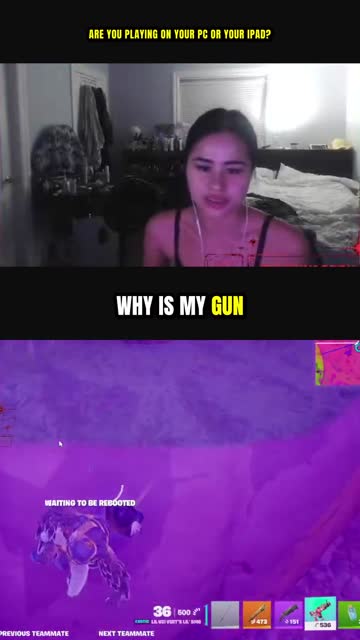 ARE YOU PLAYING ON YOUR PC OR YOUR IPAD?
WHY IS MY GUN
WAITING TO BE REBOOTED
36 | 500
473
151
536
PREVIOUS TEAMMATE
NEXT TEAMMATE